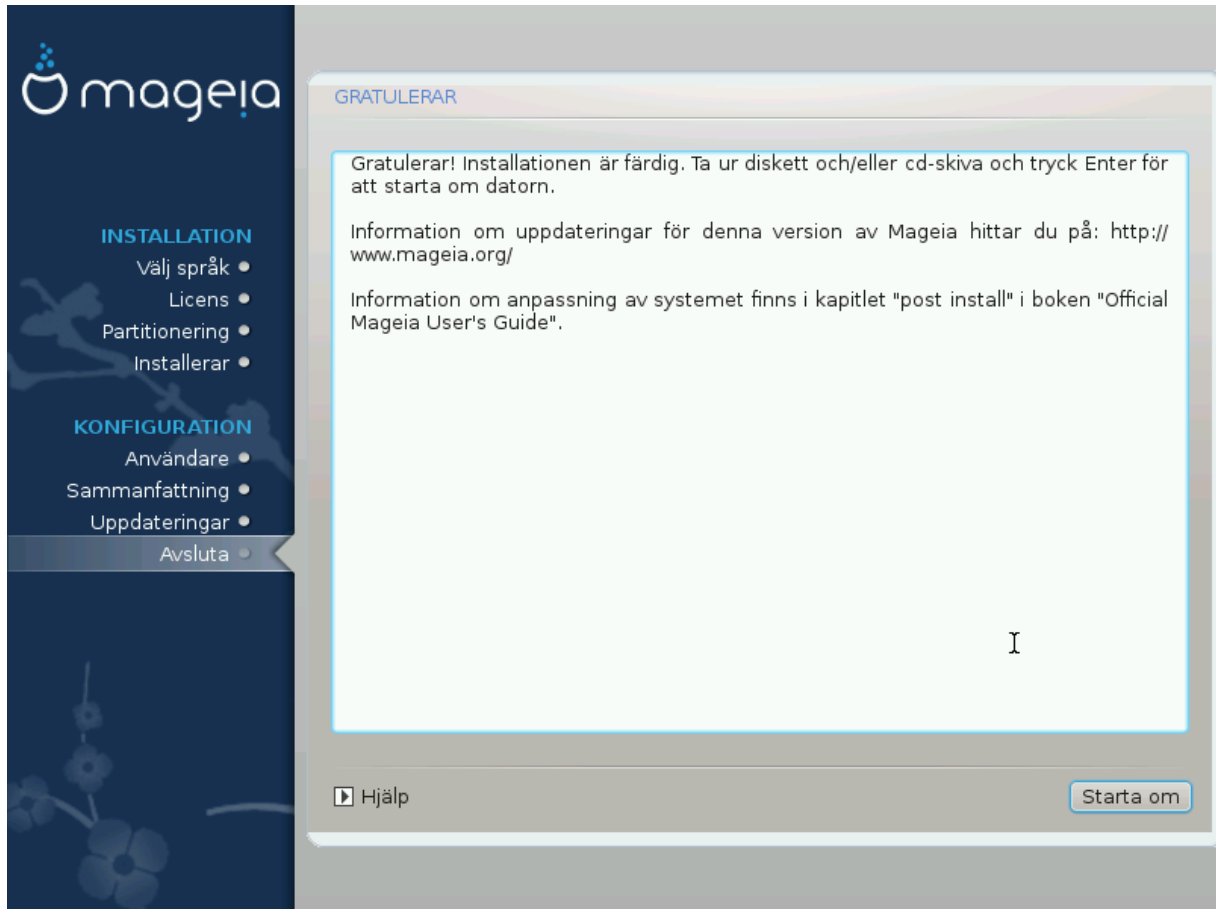 mageia
INSTALLATION
Välj språk
Licens
Partitionering
Installerar
KONFIGURATION
Användare
Sammanfattning
Uppdateringar
Avsluta
GRATULERAR
Gratulerar! Installationen är färdig. Ta ur diskett och/eller cd-skiva och tryck Enter för
att starta om datorn.
Information om uppdateringar för denna version av Mageia hittar du på: http://
www.mageia.org/
Information om anpassning av systemet finns i kapitlet "post install" i boken "Official
Mageia User's Guide".
Hjälp
Starta om